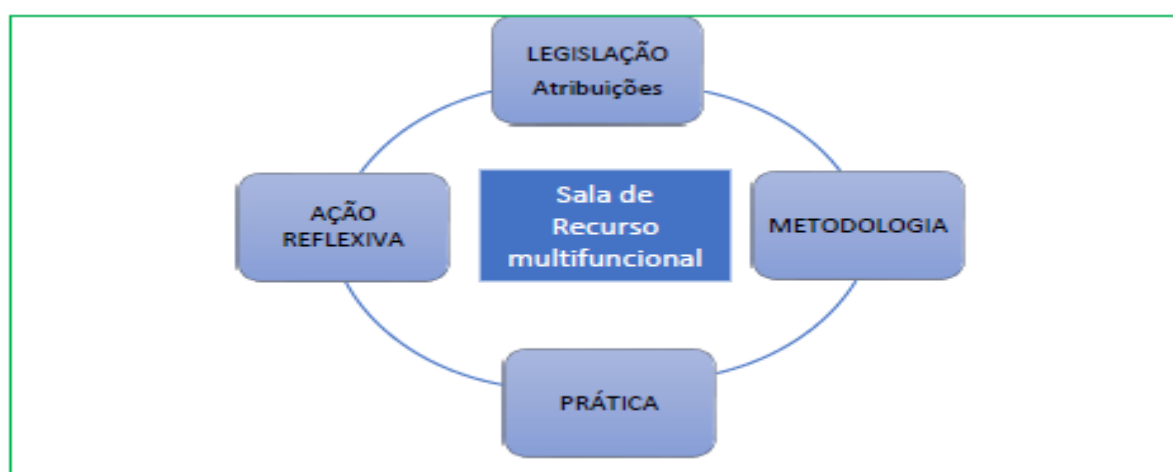 LEGISLAÇÃO
Atribuições
AÇÃO
REFLEXIVA
Sala de
Recurso
multifuncional
METODOLOGIA
PRÁTICA